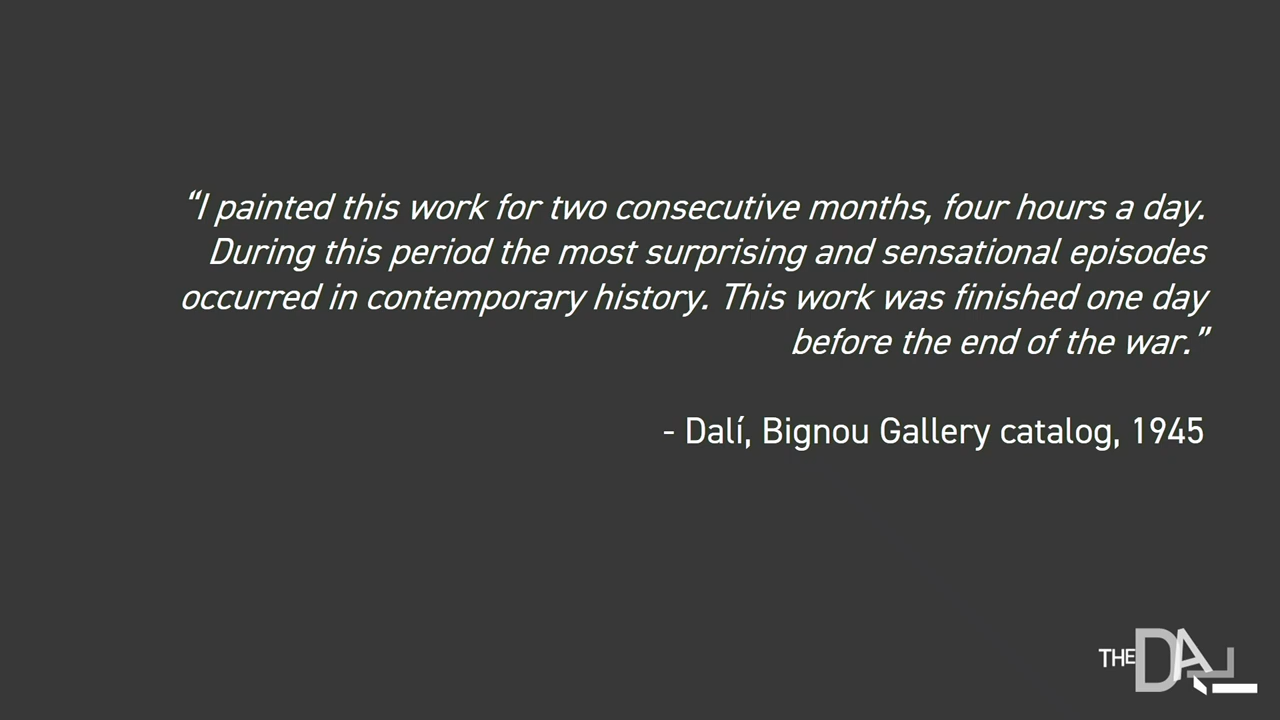 “I painted this work for two consecutive months, four hours a day.
During this period the most surprising and sensational episodes
occurred in contemporary history. This work was finished one day
before the end of the war.”
- Dalí, Bignou Gallery catalog, 1945
THE DALÍ